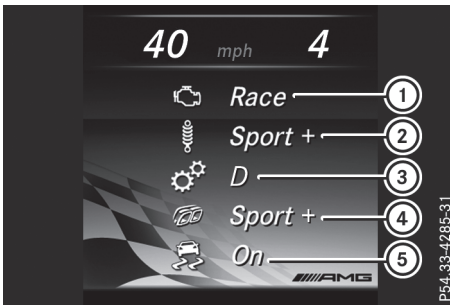 40 mph 4
Race 1
Sport + 2
D 3
Sport + 4
On 5
AMG
P54.33-4285-31